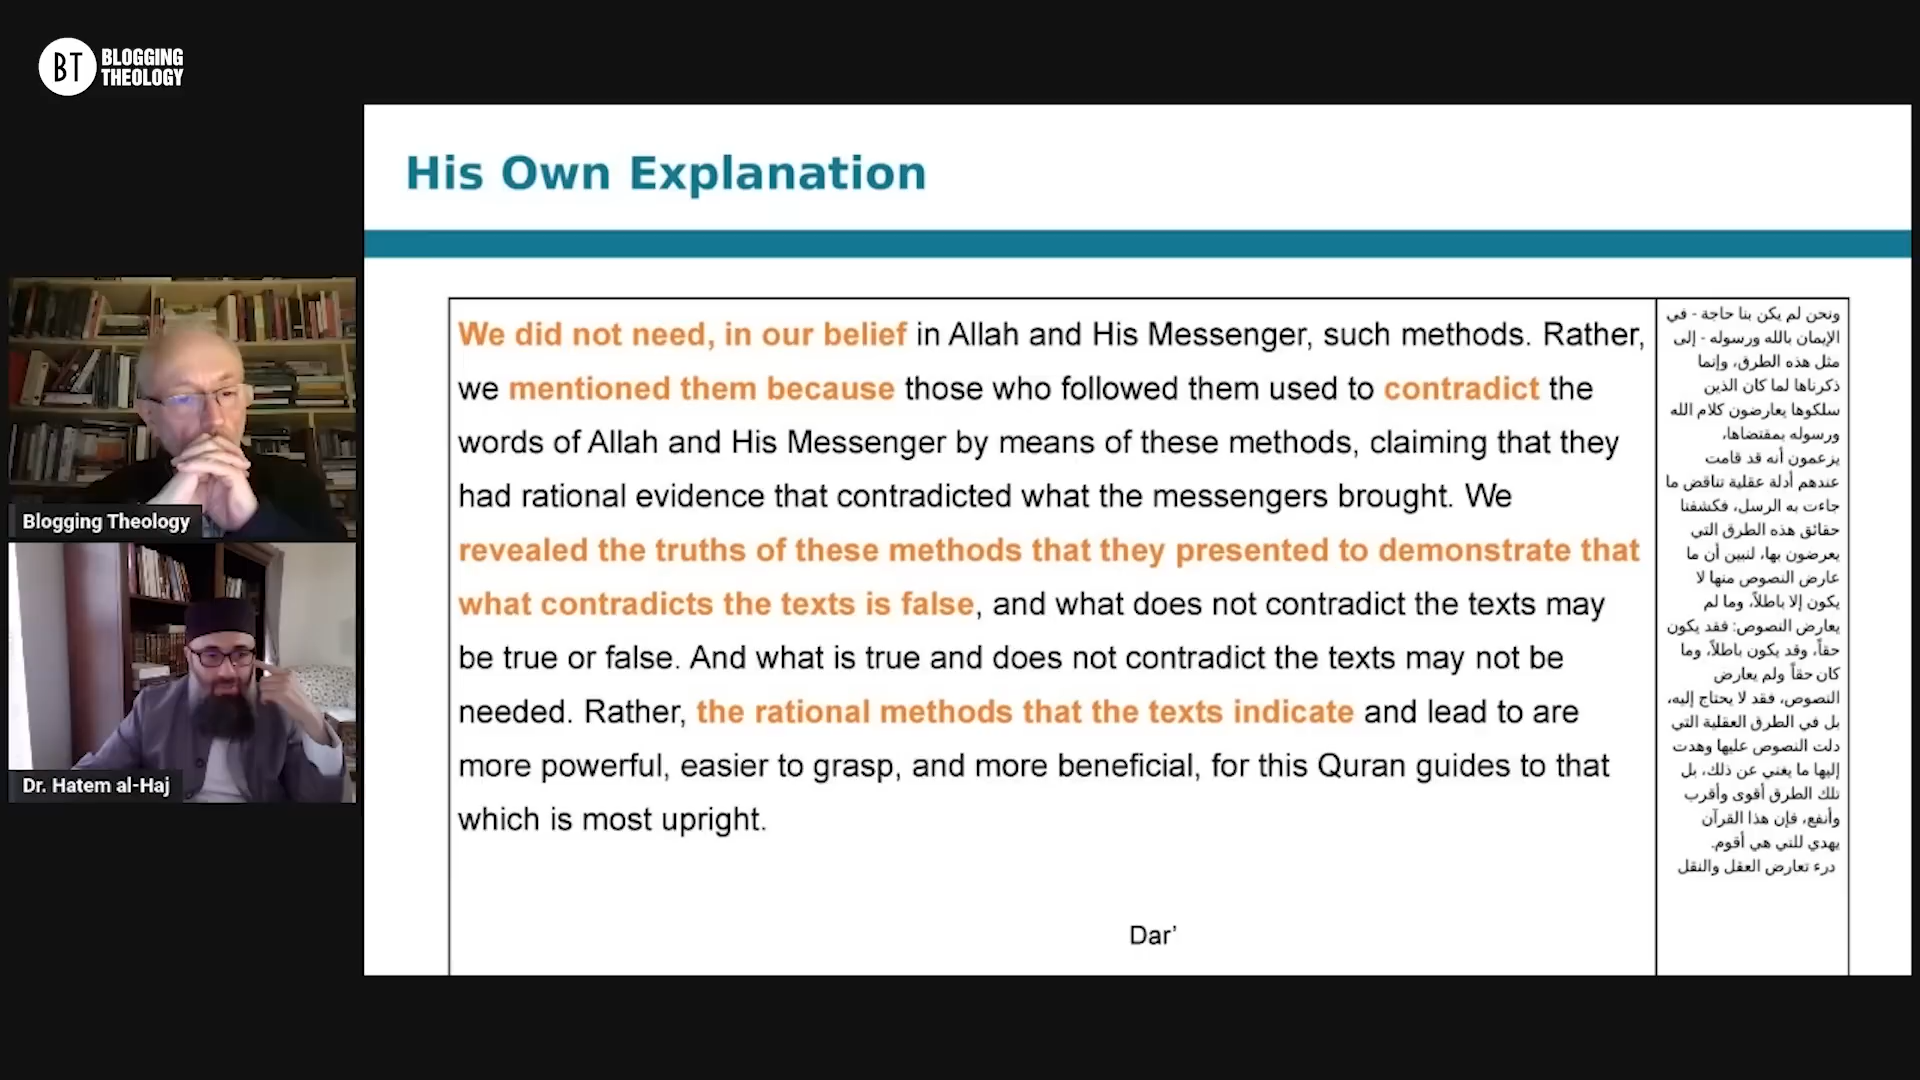 BT BLOGGING
THEOLOGY
His Own Explanation
We did not need, in our belief in Allah and His Messenger, such methods. Rather,
we mentioned them because those who followed them used to contradict the
words of Allah and His Messenger by means of these methods, claiming that they
had rational evidence that contradicted what the messengers brought. We
revealed the truths of these methods that they presented to demonstrate that
what contradicts the texts is false, and what does not contradict the texts may
be true or false. And what is true and does not contradict the texts may not be
needed. Rather, the rational methods that the texts indicate and lead to are
more powerful, easier to grasp, and more beneficial, for this Quran guides to that
which is most upright.
Dar’
ونحن لم يكن بنا حاجة - في
الإيمان بالله ورسوله - إلى
مثل هذه الطرق، وإنما
ذكرناها لما كان الذين
سلكوها يعارضون كلام الله
ورسوله بمقتضاها،
يزعمون أنه قد قامت
عندهم أدلة عقلية تناقض ما
جاءت به الرسل، فكشفنا
حقائق هذه الطرق التي
يعرضون بها، لنبين أن ما
عارض النصوص منها لا
يكون إلا باطلاً، وما لم
يعارض النصوص: فقد يكون
حقاً، وقد يكون باطلاً، وما
كان حقاً ولم يعارض
النصوص، فقد لا يحتاج إليه،
بل في الطرق العقلية التي
دلت النصوص عليها وهدت
إليها ما يغني عن ذلك، بل
تلك الطرق أقوى وأقرب
وأنفع، فإن هذا القرآن
يهدي للتي هي أقوم.
درء تعارض العقل والنقل
Blogging Theology
Dr. Hatem al-Haj